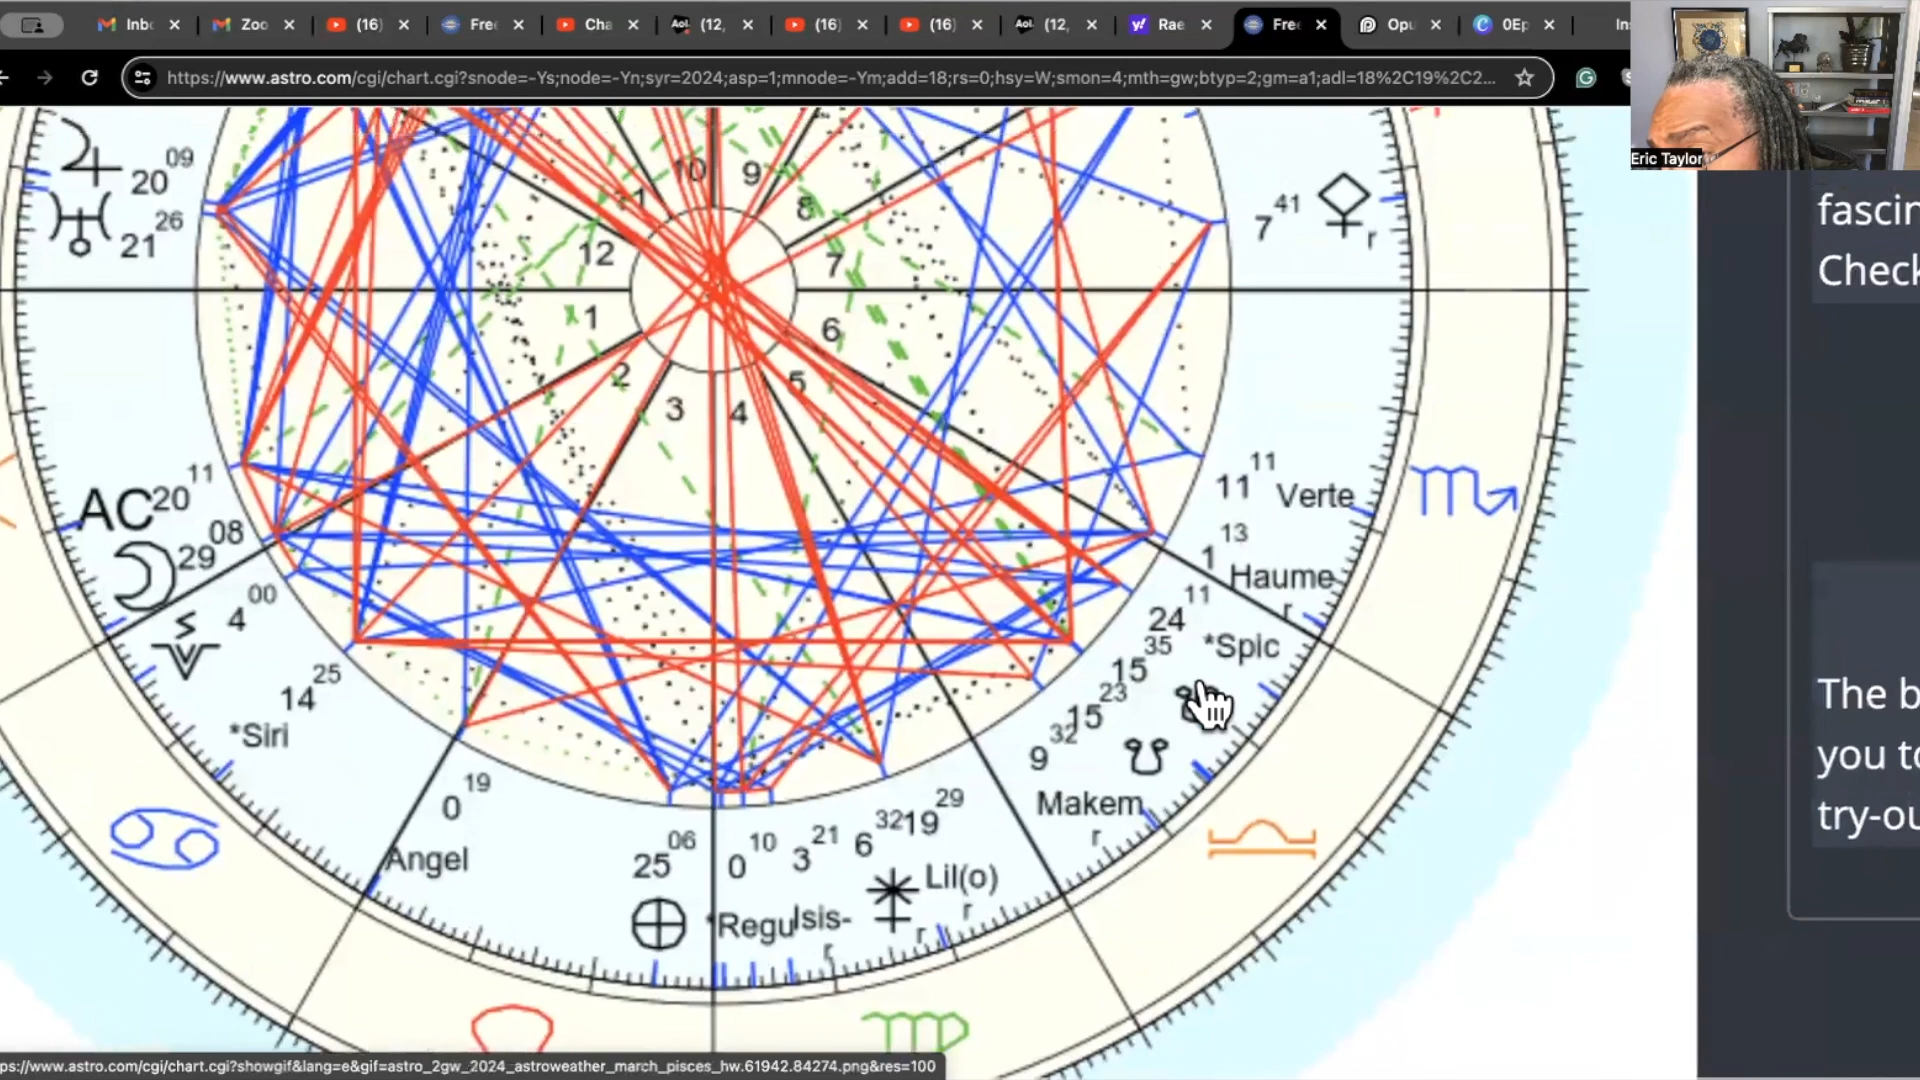 Inb
Zoo
(16)
Free
Cha
Aol. (12,
(16)
(16)
Aol. (12,
y! Rae
Free
Opu
0Ep
In
https://www.astro.com/cgi/chart.cgi?snode=-Ys;node=-Yn;syr=2024;asp=1;mnode=-Ym;add=18;rs=0;hsy=W;smon=4;mth=gw;btyp=2;gm=a1;adl=18%2C19%2C2...
Eric Taylor
20 09
21 26
10
9
11
8
12
7
1
6
2
5
3
4
7 41
r
AC 20 11
29 08
4 00
14 25
*Siri
0 19
Angel
25 06
0 10
*Regu
3 21
Isis-
r
6 32
r
19 29
Lil(o)
r
9 32
Makem
r
15 23
15 35
24 11
*Spic
1 13
Haume
r
11 11
Verte
fascin
Check
The b
you to
try-ou
ps://www.astro.com/cgi/chart.cgi?showgif&lang=e&gif=astro_2gw_2024_astroweather_march_pisces_hw.61942.84274.png&res=100